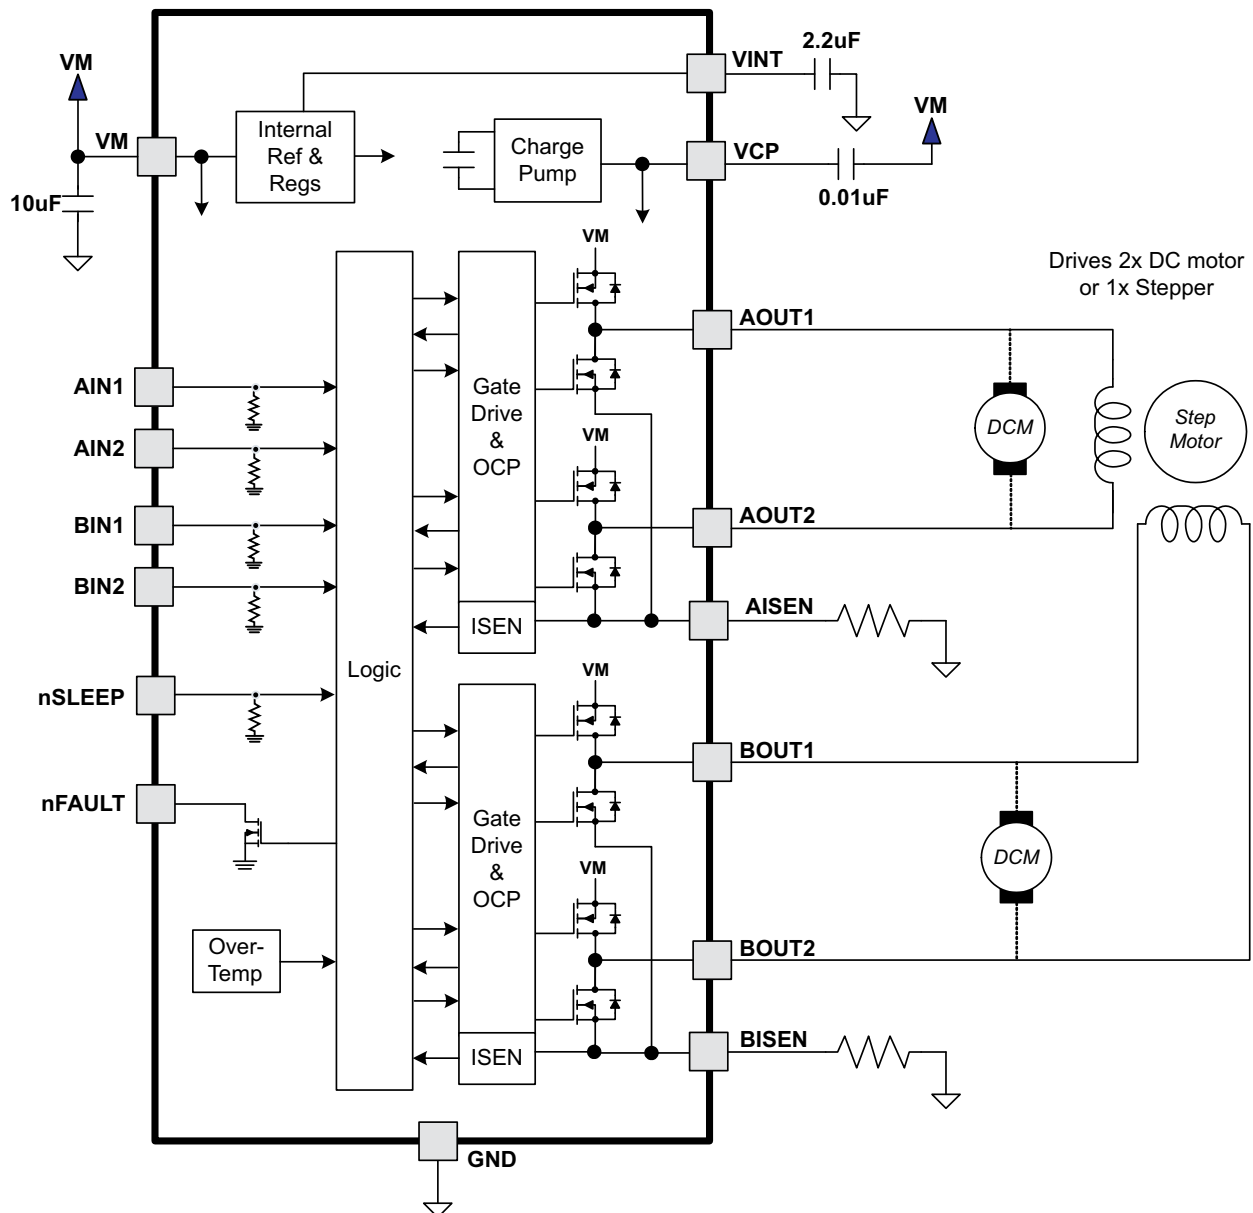 2.2uF
VM
VINT
VM
VM
Internal
Ref &
Regs
Charge
Pump
VCP
10uF
0.01uF
VM
Drives 2x DC motor
or 1x Stepper
AOUT1
AIN1
Gate
Drive
&
OCP
DCM
Step
Motor
AIN2
VM
BIN1
AOUT2
BIN2
AISEN
ISEN
Logic
VM
nSLEEP
BOUT1
nFAULT
Gate
Drive
&
OCP
DCM
VM
Over-
Temp
BOUT2
BISEN
ISEN
GND